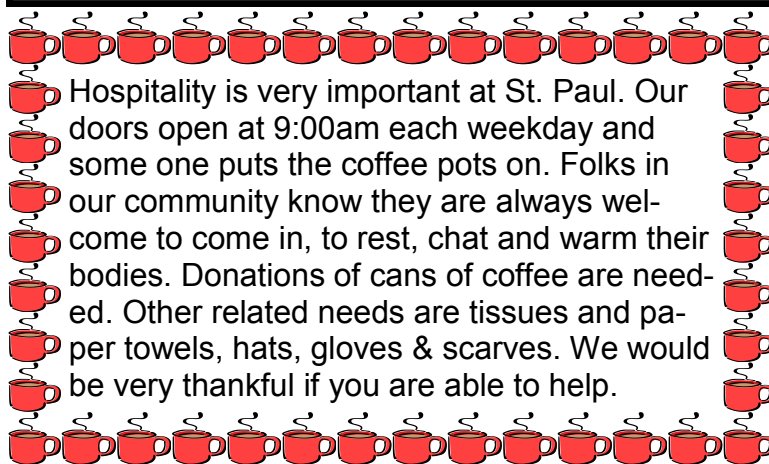 Hospitality is very important at St. Paul. Our
doors open at 9:00am each weekday and
some one puts the coffee pots on. Folks in
our community know they are always wel-
come to come in, to rest, chat and warm their
bodies. Donations of cans of coffee are need-
ed. Other related needs are tissues and pa-
per towels, hats, gloves & scarves. We would
be very thankful if you are able to help.